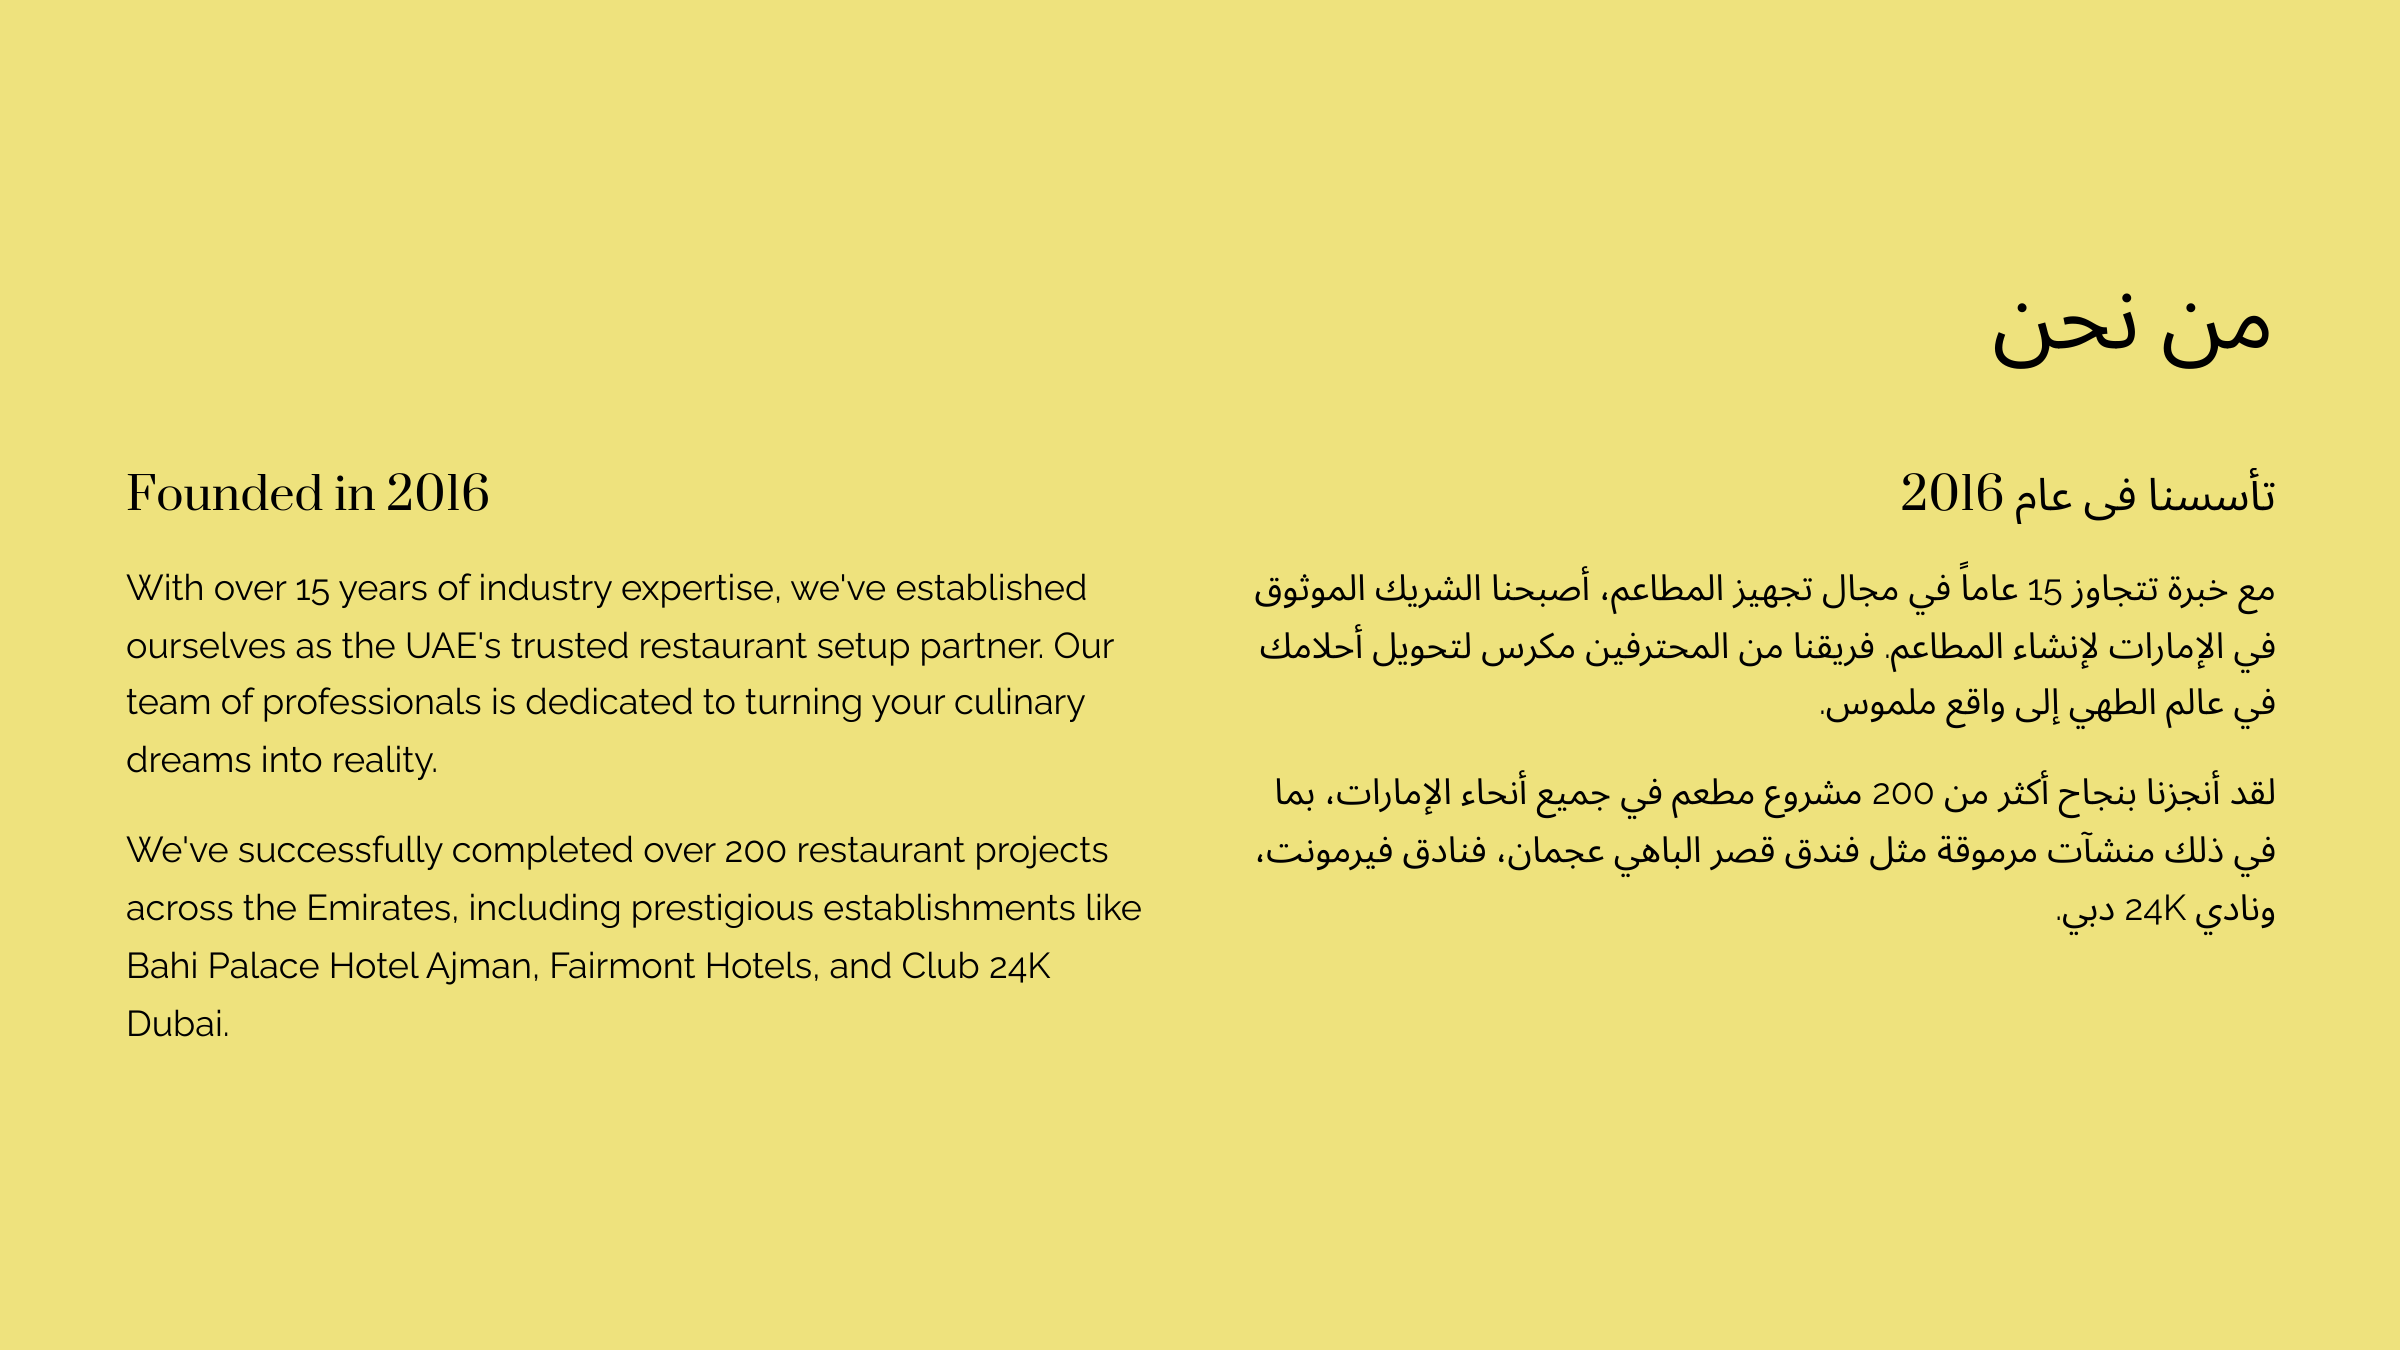 من نحن
Founded in 2016
With over 15 years of industry expertise, we've established
ourselves as the UAE's trusted restaurant setup partner. Our
team of professionals is dedicated to turning your culinary
dreams into reality.
We've successfully completed over 200 restaurant projects
across the Emirates, including prestigious establishments like
Bahi Palace Hotel Ajman, Fairmont Hotels, and Club 24K
Dubai.
تأسسنا فى عام 2016
مع خبرة تتجاوز 15 عاماً في مجال تجهيز المطاعم، أصبحنا الشريك الموثوق
في الإمارات لإنشاء المطاعم. فريقنا من المحترفين مكرس لتحويل أحلامك
في عالم الطهي إلى واقع ملموس.
لقد أنجزنا بنجاح أكثر من 200 مشروع مطعم في جميع أنحاء الإمارات، بما
في ذلك منشآت مرموقة مثل فندق قصر الباهي عجمان، فنادق فيرمونت،
ونادي 24K دبي.